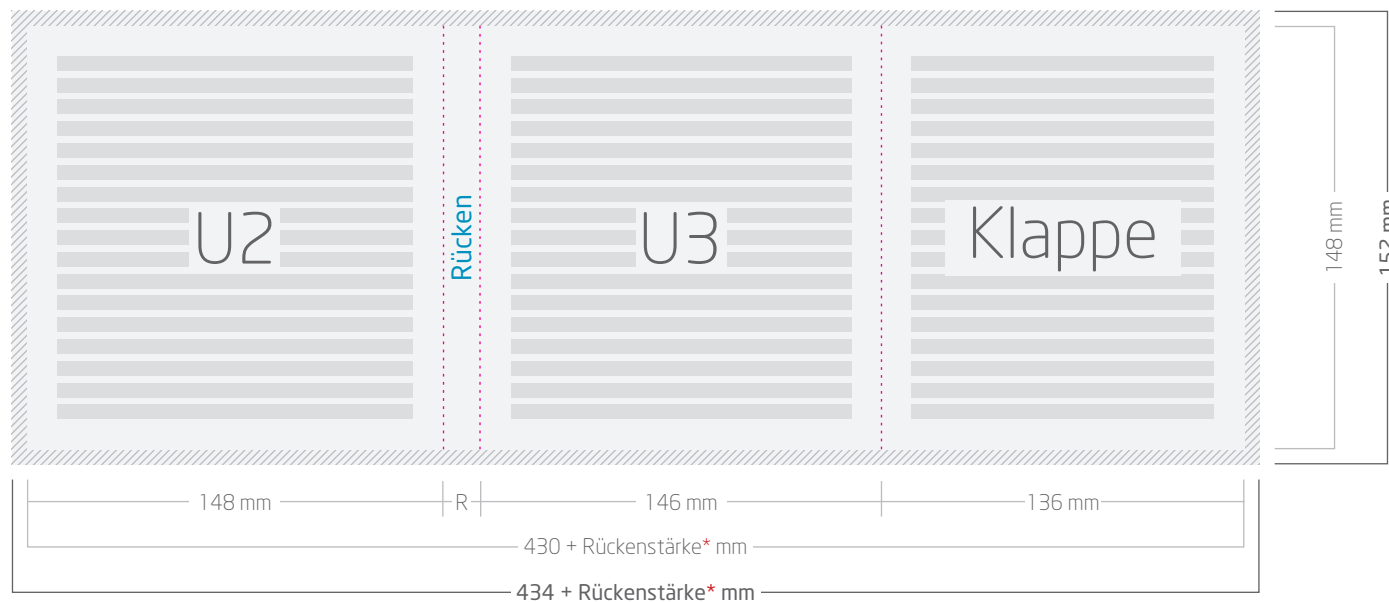 U2
Rücken
U3
Klappe
148 mm
152 mm
148 mm
R
146 mm
136 mm
430 + Rückenstärke* mm
434 + Rückenstärke* mm